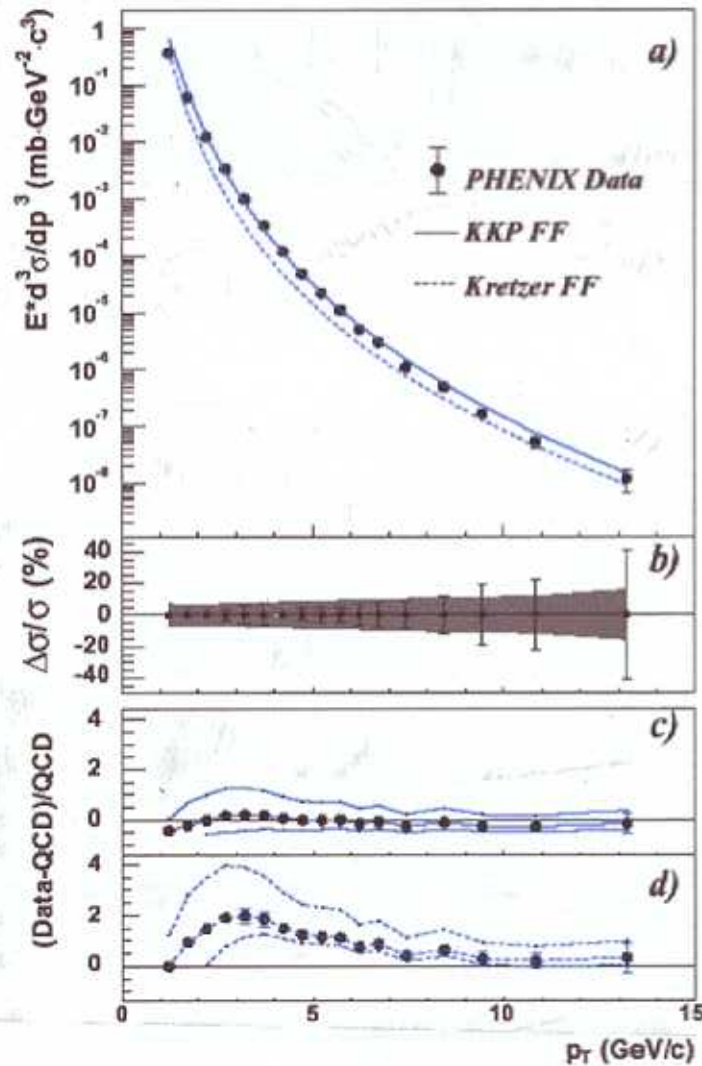 E*d³σ/dp³ (mb·GeV⁻²·c³)
1
10⁻¹
10⁻²
10⁻³
10⁻⁴
10⁻⁵
10⁻⁶
10⁻⁷
10⁻⁸
a)
PHENIX Data
KKP FF
Kretzer FF
Δσ/σ (%)
40
20
0
-20
-40
b)
(Data-QCD)/QCD
4
2
0
c)
4
2
0
d)
0
5
10
15
p_T (GeV/c)